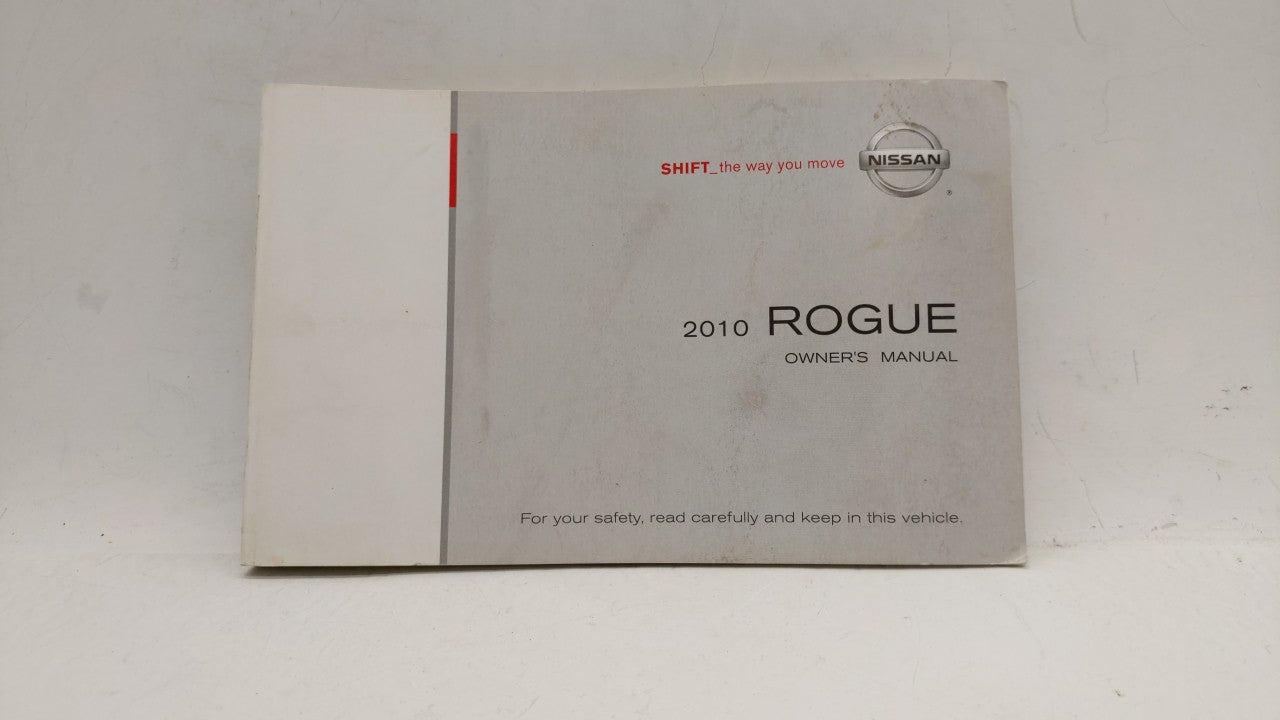 SHIFT_the way you move
NISSAN
®
2010 ROGUE
OWNER'S MANUAL
For your safety, read carefully and keep in this vehicle.